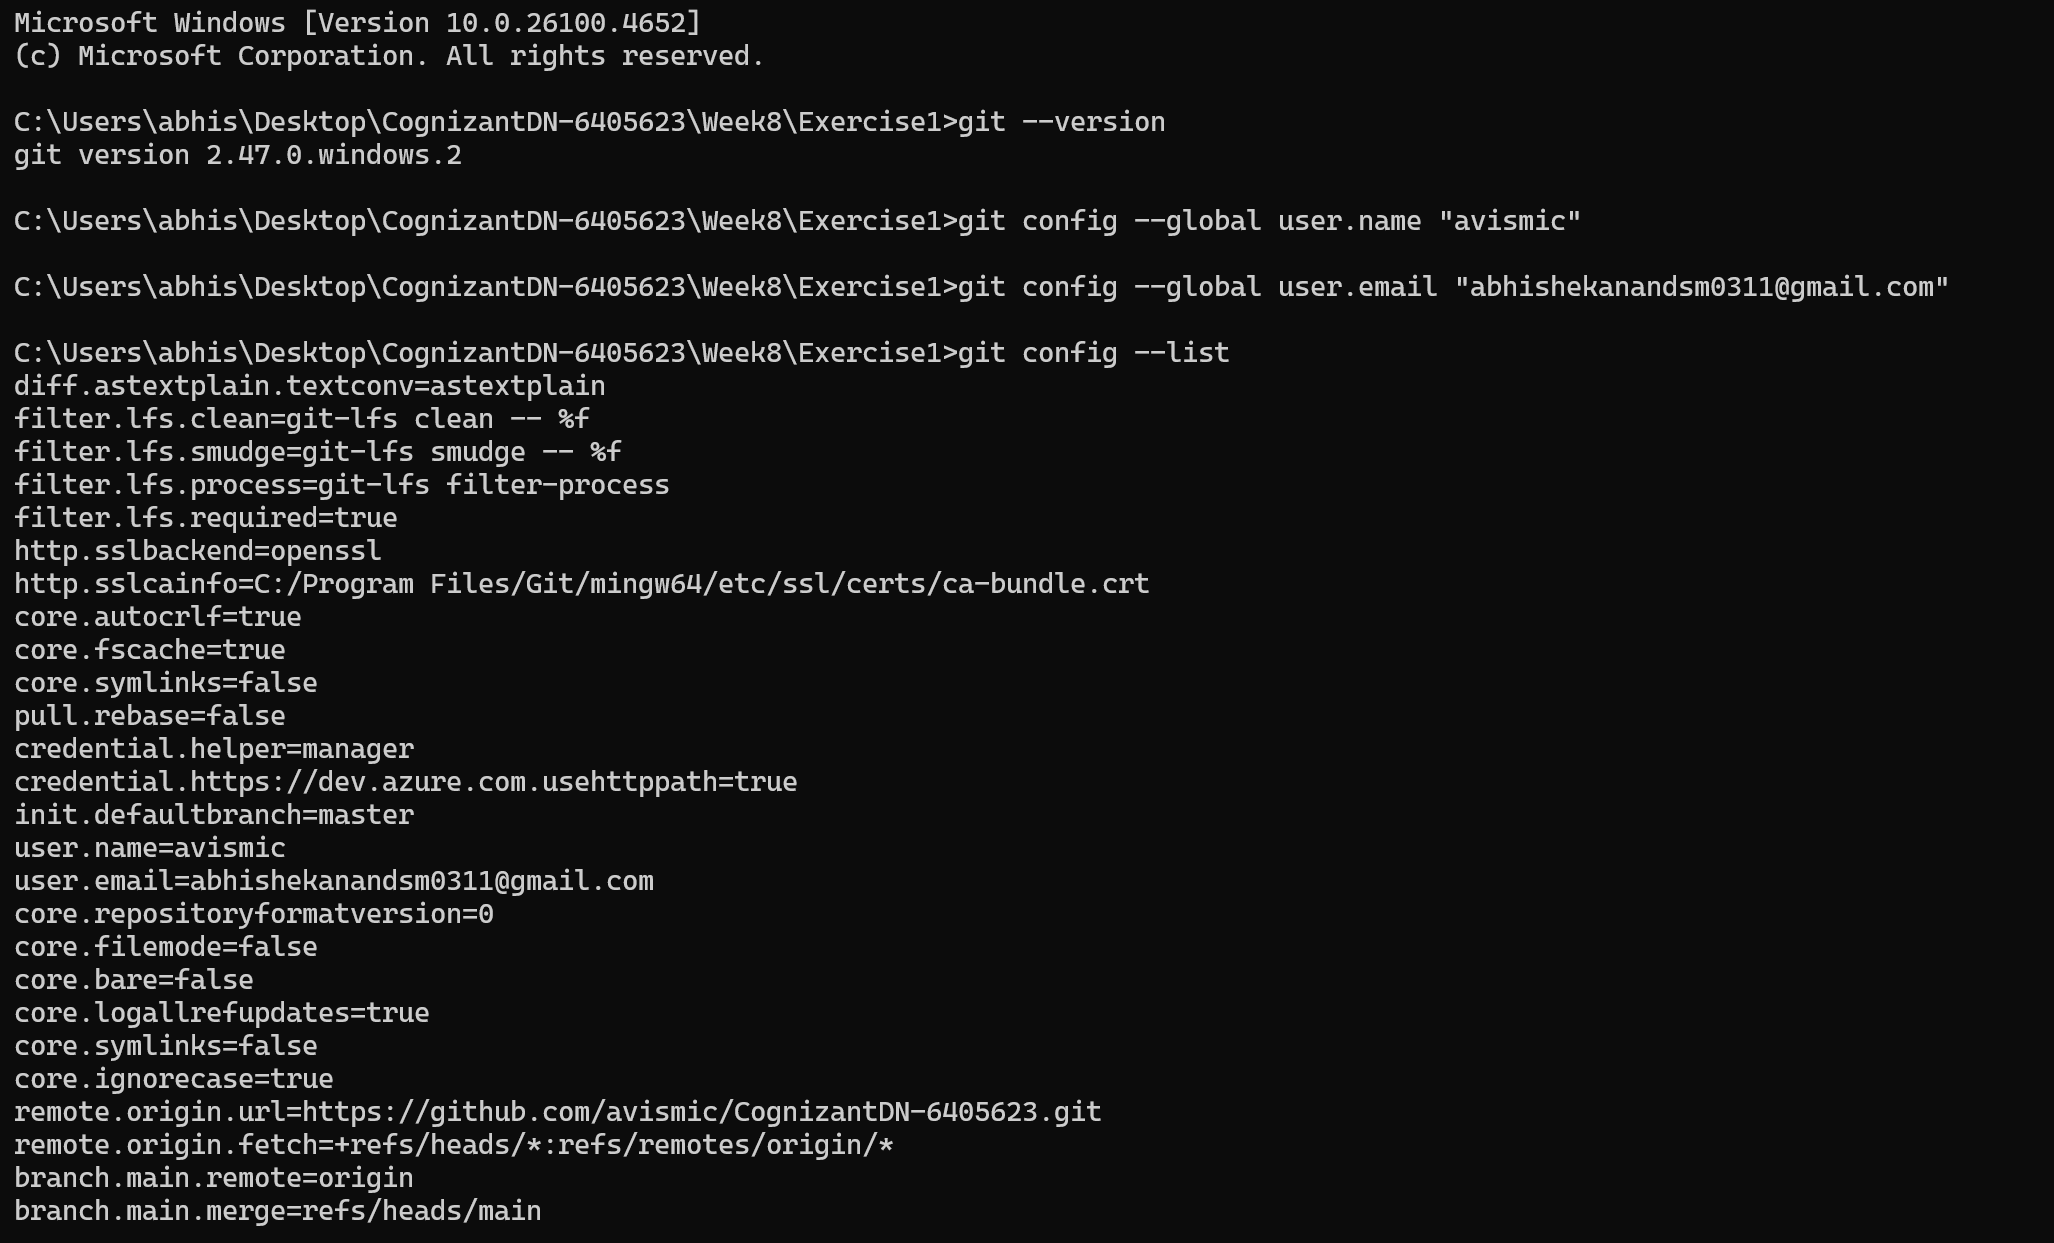 Microsoft Windows [Version 10.0.26100.4652]
(c) Microsoft Corporation. All rights reserved.
C:\Users\abhis\Desktop\CognizantDN-6405623\Week8\Exercise1>git --version
git version 2.47.0.windows.2
C:\Users\abhis\Desktop\CognizantDN-6405623\Week8\Exercise1>git config --global user.name "avismic"
C:\Users\abhis\Desktop\CognizantDN-6405623\Week8\Exercise1>git config --global user.email "abhishekanandsm0311@gmail.com"
C:\Users\abhis\Desktop\CognizantDN-6405623\Week8\Exercise1>git config --list
diff.astextplain.textconv=astextplain
filter.lfs.clean=git-lfs clean -- %f
filter.lfs.smudge=git-lfs smudge -- %f
filter.lfs.process=git-lfs filter-process
filter.lfs.required=true
http.sslbackend=openssl
http.sslcainfo=C:/Program Files/Git/mingw64/etc/ssl/certs/ca-bundle.crt
core.autocrlf=true
core.fscache=true
core.symlinks=false
pull.rebase=false
credential.helper=manager
credential.https://dev.azure.com.usehttppath=true
init.defaultbranch=master
user.name=avismic
user.email=abhishekanandsm0311@gmail.com
core.repositoryformatversion=0
core.filemode=false
core.bare=false
core.logallrefupdates=true
core.symlinks=false
core.ignorecase=true
remote.origin.url=https://github.com/avismic/CognizantDN-6405623.git
remote.origin.fetch=+refs/heads/*:refs/remotes/origin/*
branch.main.remote=origin
branch.main.merge=refs/heads/main